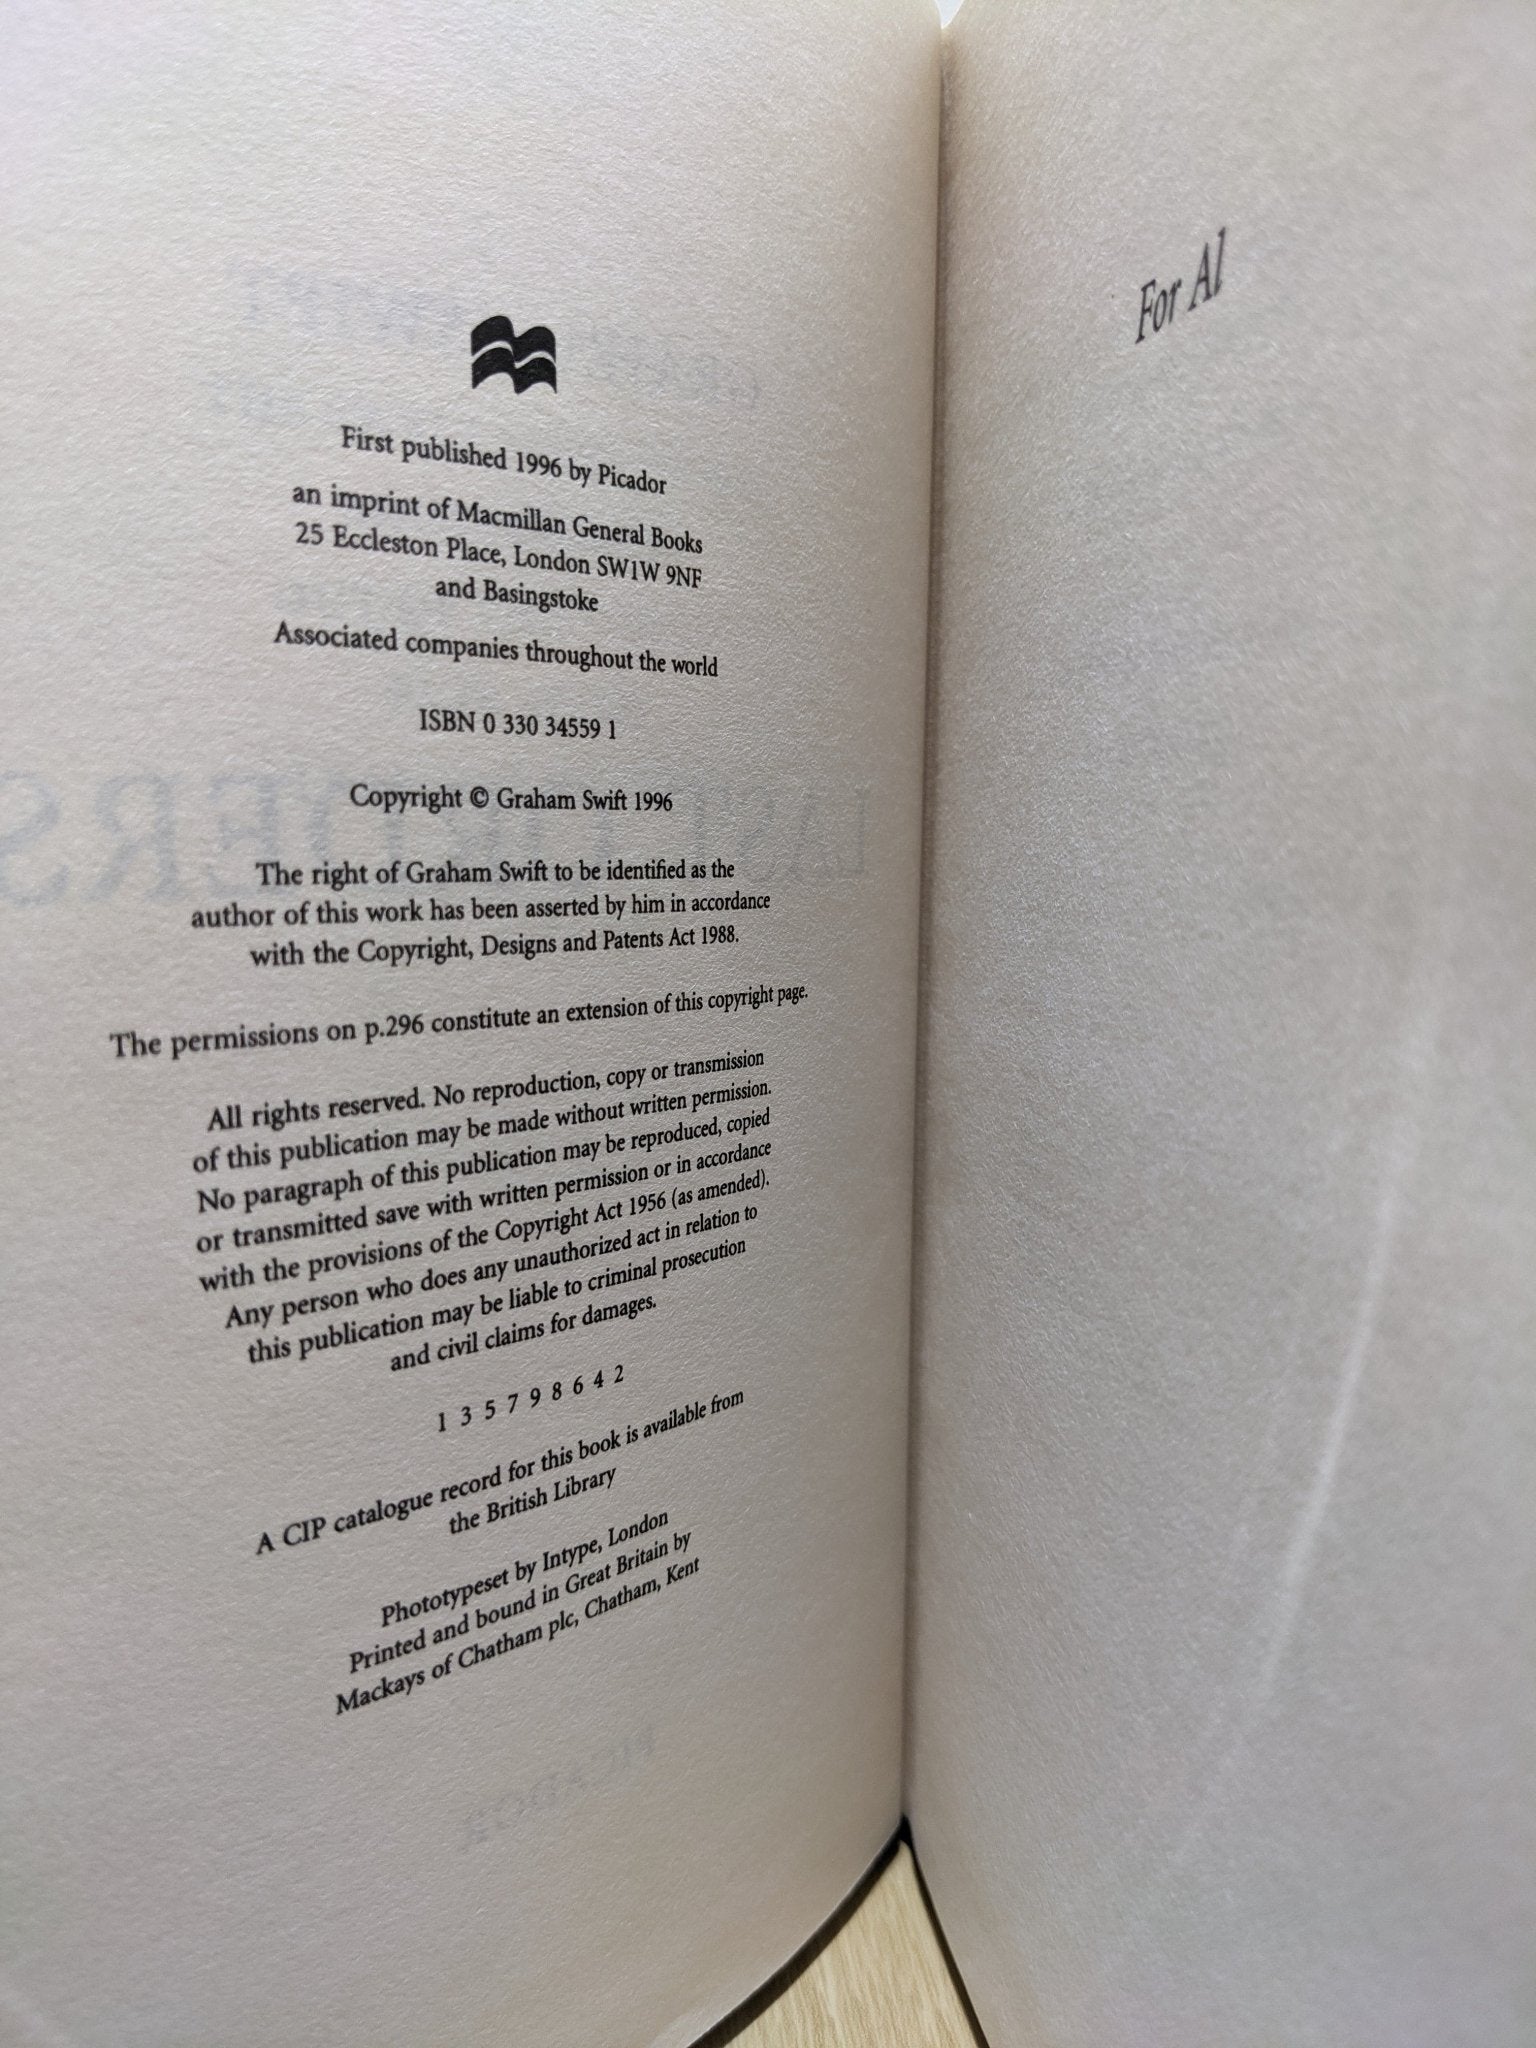 First published 1996 by Picador
an imprint of Macmillan General Books
25 Eccleston Place, London SW1W 9NF
and Basingstoke
Associated companies throughout the world
ISBN 0 330 34559 1
Copyright © Graham Swift 1996
The right of Graham Swift to be identified as the
author of this work has been asserted by him in accordance
with the Copyright, Designs and Patents Act 1988.
The permissions on p.296 constitute an extension of this copyright page.
All rights reserved. No reproduction, copy or transmission
of this publication may be made without written permission.
No paragraph of this publication may be reproduced, copied
or transmitted save with written permission or in accordance
with the provisions of the Copyright Act 1956 (as amended).
Any person who does any unauthorized act in relation to
this publication may be liable to criminal prosecution
and civil claims for damages.
1 3 5 7 9 8 6 4 2
A CIP catalogue record for this book is available from
the British Library
Phototypeset by Intype, London
Printed and bound in Great Britain by
Mackays of Chatham plc, Chatham, Kent
For Al